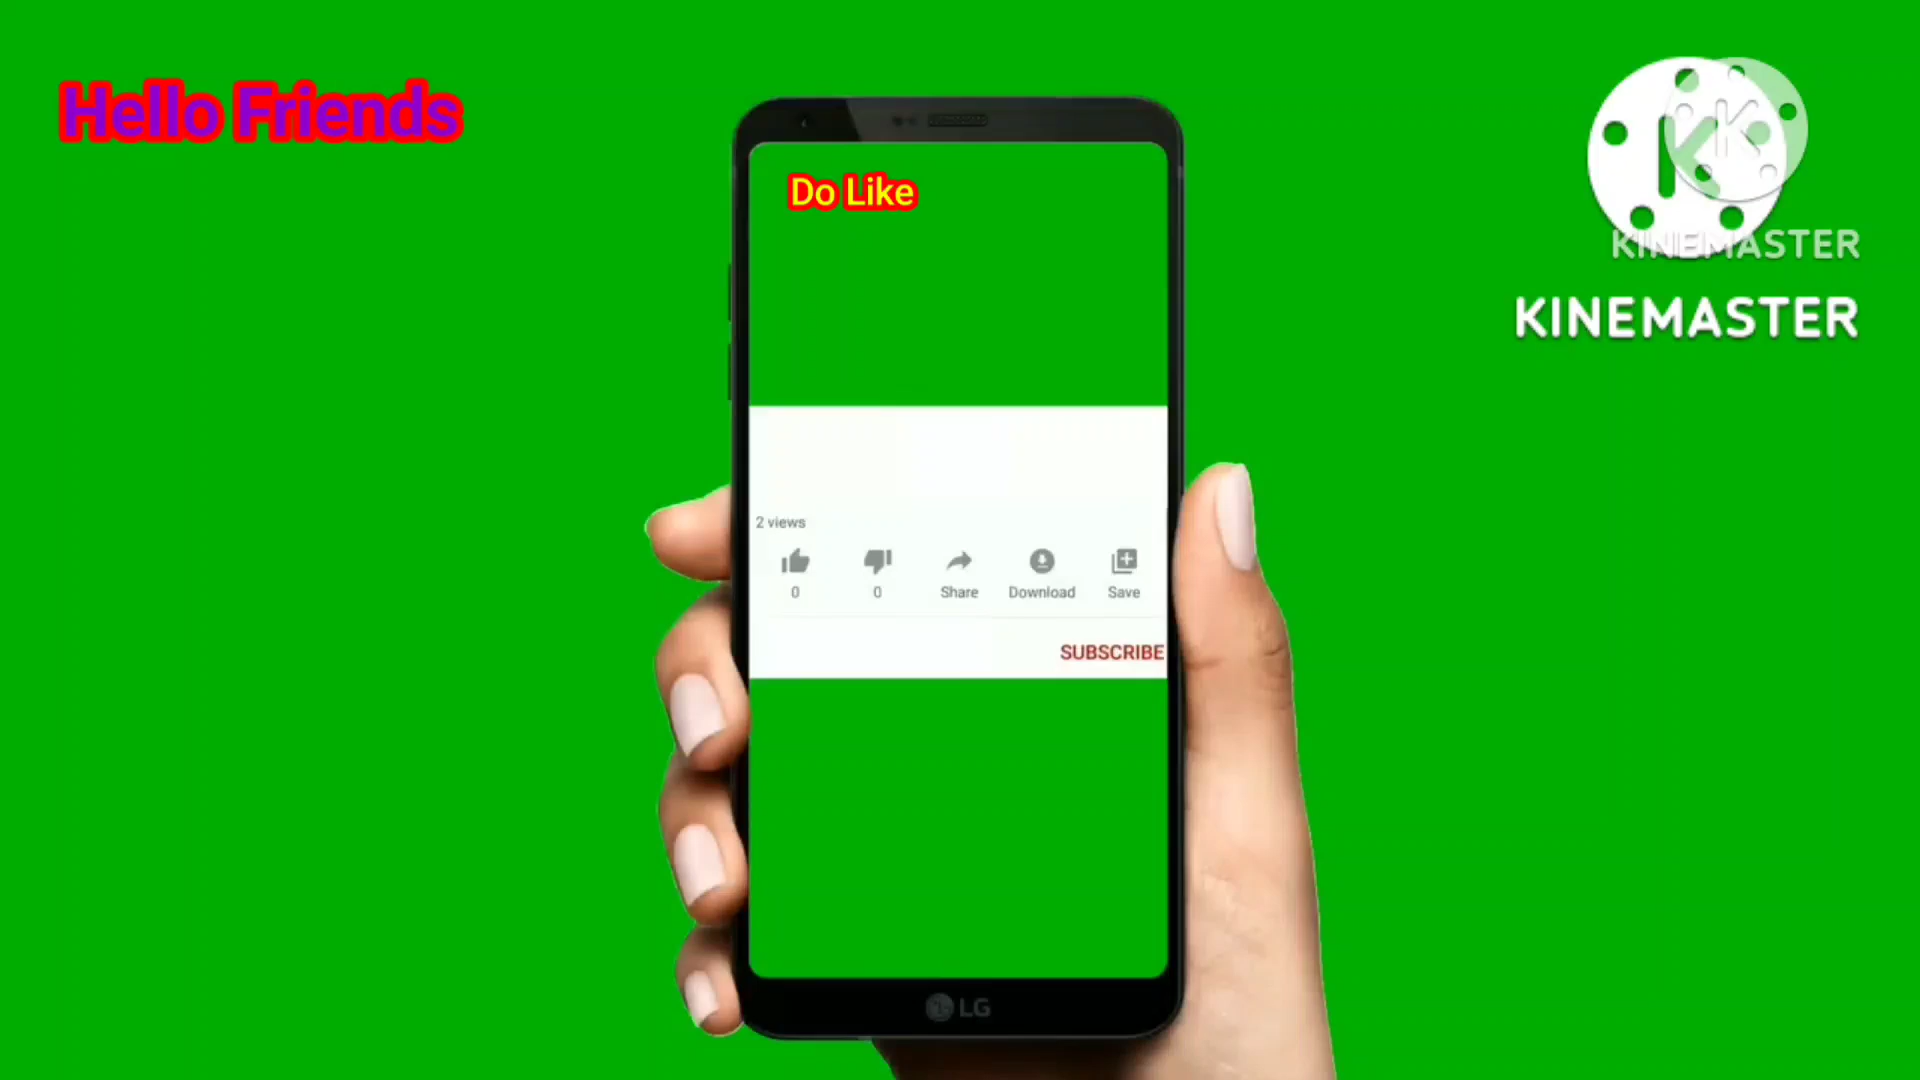 Hello Friends
KINEMASTER
KINEMASTER
Do Like
2 views
0
0
Share
Download
Save
SUBSCRIBE
LG